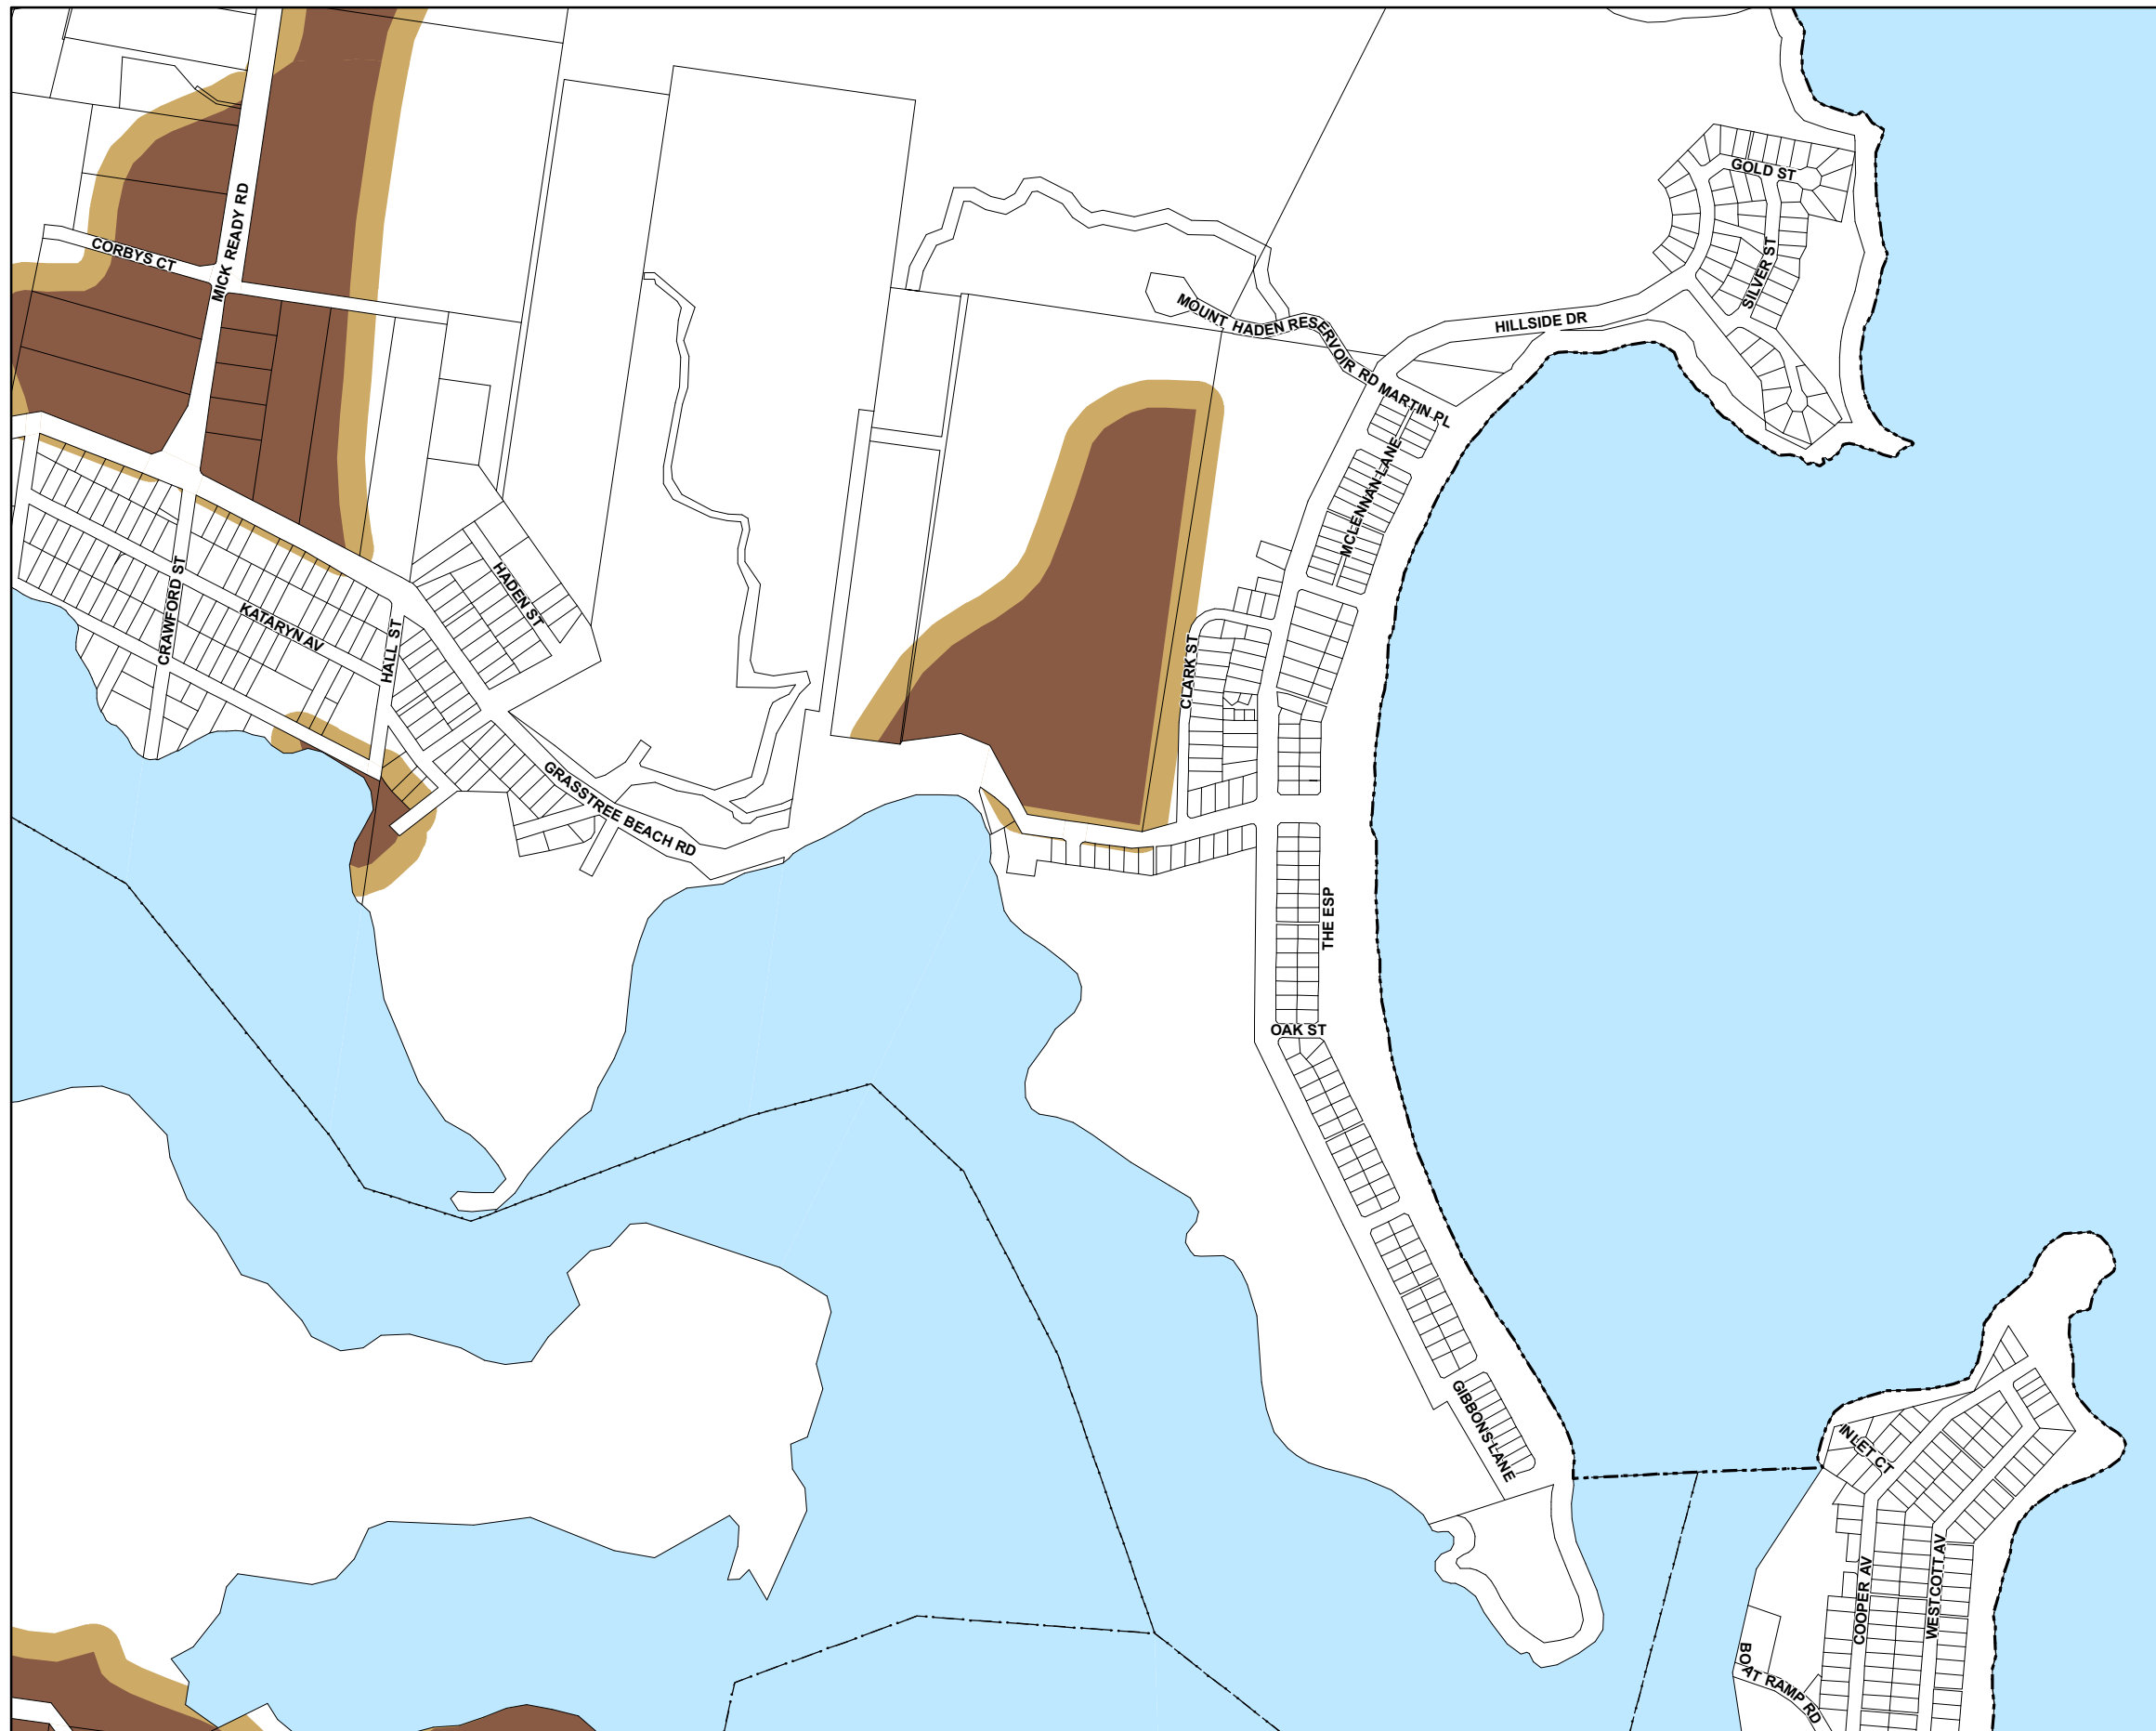 GOLD ST
MICK READY RD
CORBYS CT
SILVER ST
MOUNT HADEN RESERVOIR RD
HILLSIDE DR
MARTIN PL
MCLENNAN LANE
HADEN ST
CRAWFORD ST
KATARYN AV
HALL ST
CLARK ST
GRASSTREE BEACH RD
THE ESP
OAK ST
GIBBONS LANE
INLET CT
COOPER AV
WESTCOTT AV
BOAT RAMP RD